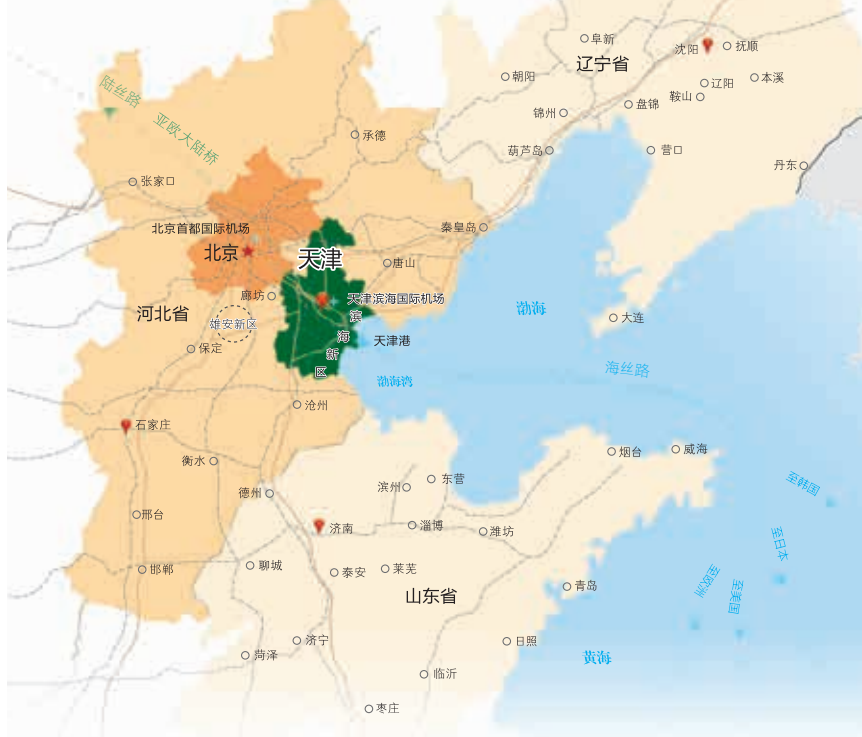 阜新
沈阳
抚顺
辽宁省
朝阳
辽阳
本溪
陆丝路
鞍山
盘锦
锦州
亚欧大陆桥
承德
葫芦岛
营口
丹东
张家口
北京首都国际机场
秦皇岛
北京
天津
唐山
廊坊
天津滨海国际机场
河北省
滨海新区
渤海
大连
雄安新区
天津港
保定
海丝路
渤海湾
沧州
石家庄
烟台
威海
衡水
东营
滨州
至韩国
德州
邢台
济南
淄博
潍坊
至日本
邯郸
聊城
泰安
莱芜
至欧洲
至美国
青岛
山东省
济宁
日照
菏泽
黄海
临沂
枣庄